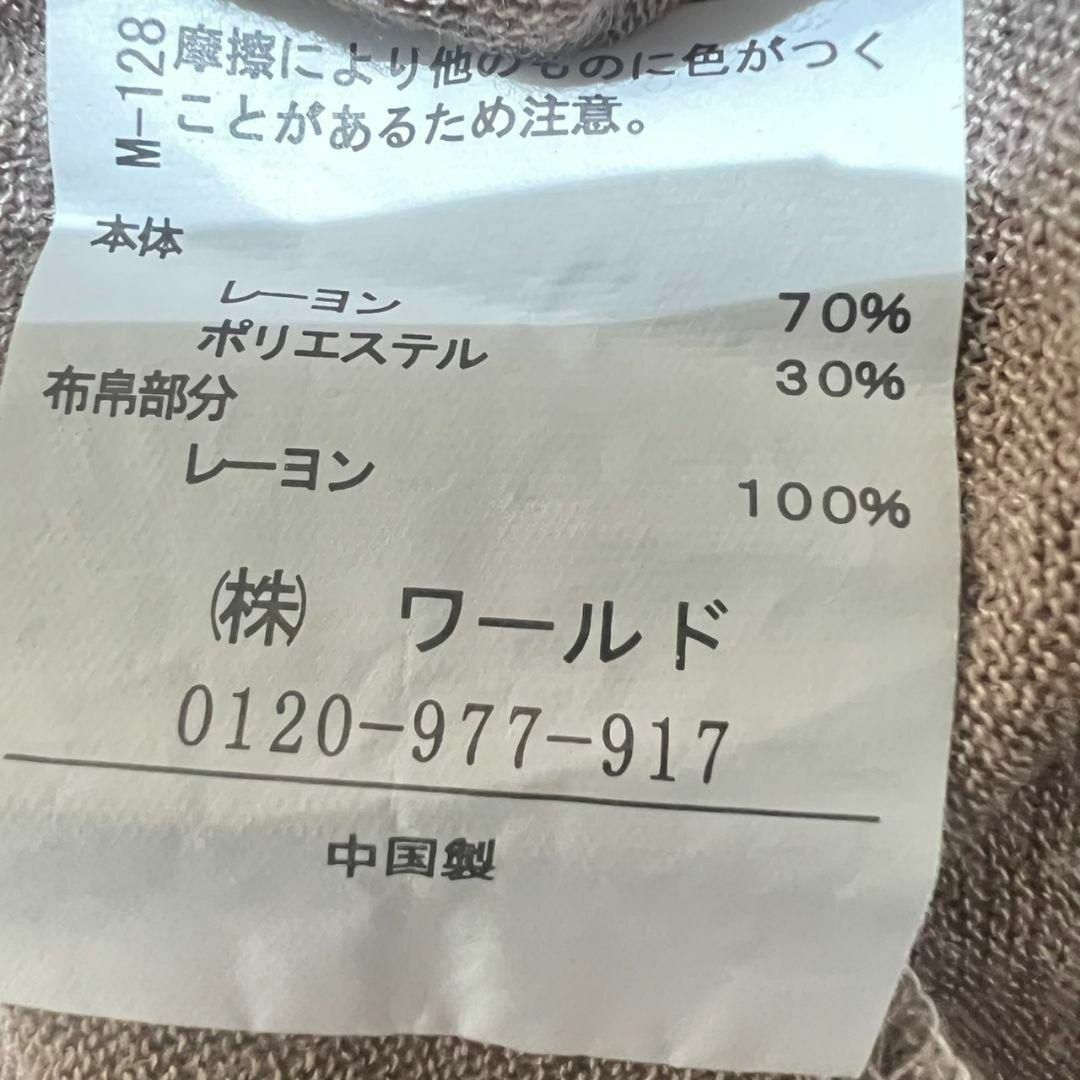 M-128
摩擦により他のものに色がつく
ことがあるため注意。
本体
レーヨン 70%
ポリエステル 30%
布帛部分
レーヨン 100%
㈱ ワールド
0120-977-917
中国製